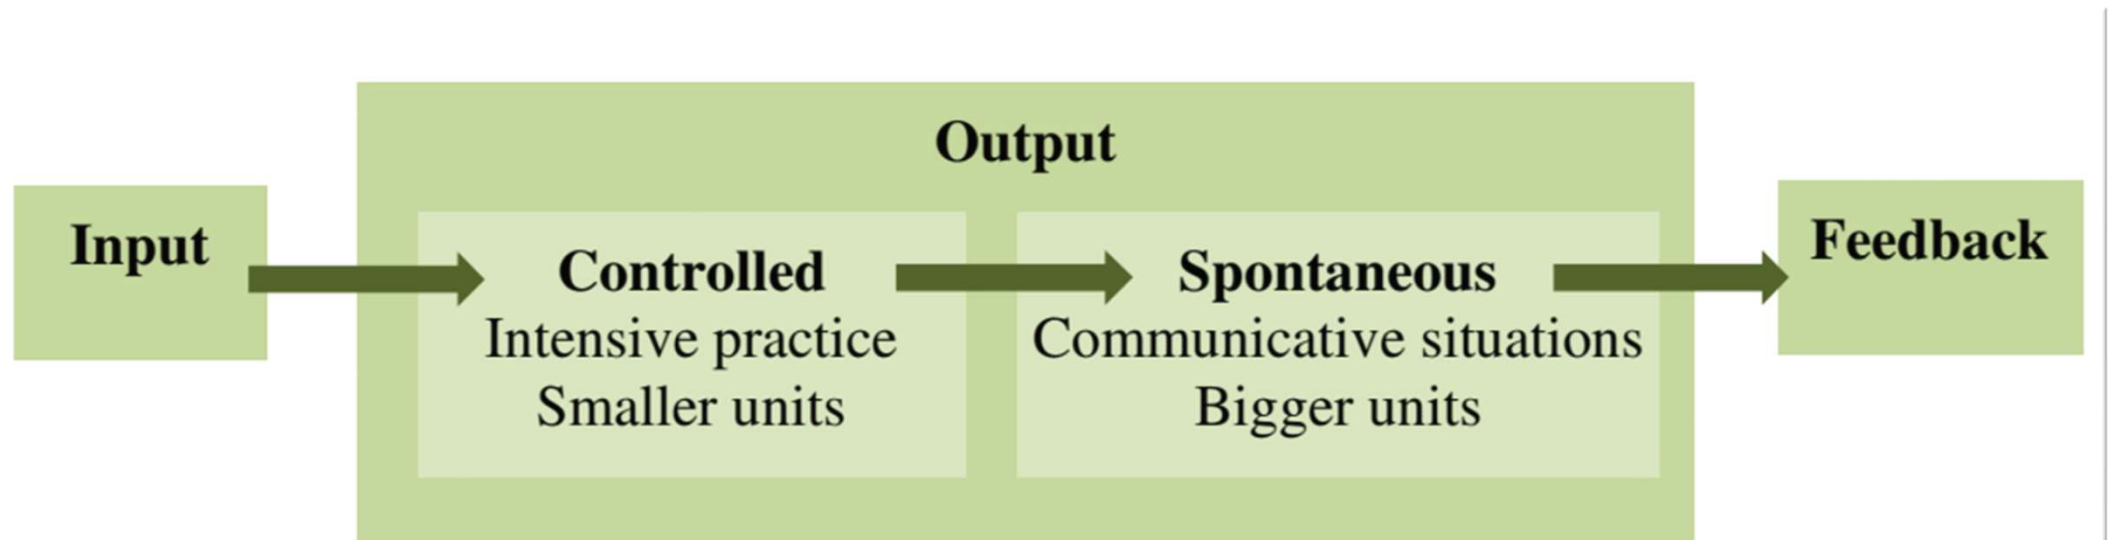 Output
Input
Controlled
Intensive practice
Smaller units
Spontaneous
Communicative situations
Bigger units
Feedback